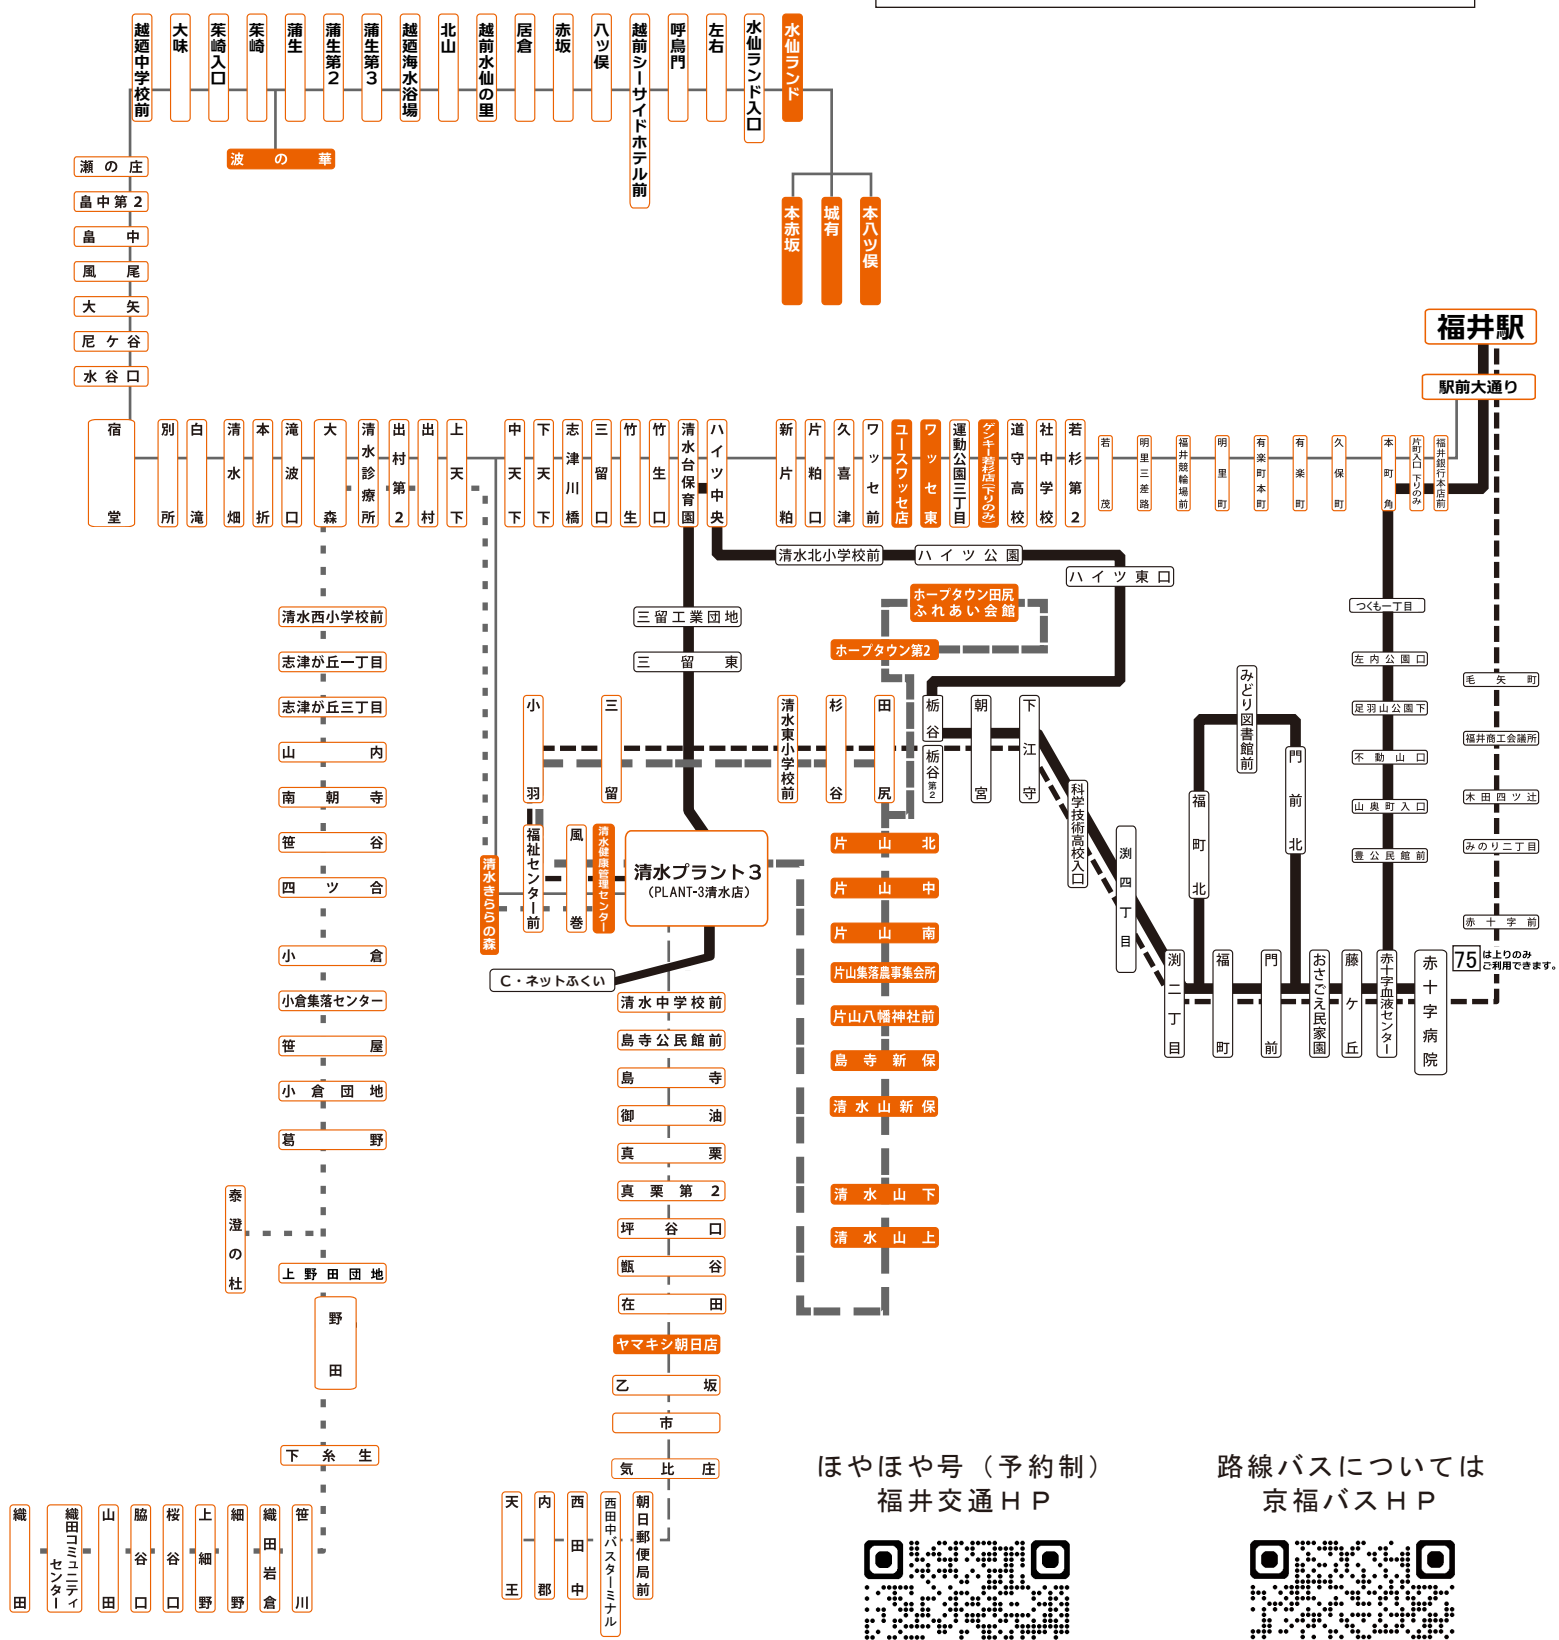 越廼中学校前
大味
茱崎入口
茱崎
蒲生
蒲生第2
蒲生第3
越廼海水浴場
北山
越前水仙の里
居倉
赤坂
八ツ俣
越前シーサイドホテル前
呼鳥門
左右
水仙ランド入口
水仙ランド
波の華
本赤坂
城有
本八ツ俣
瀬の庄
畠中第2
畠中
風尾
大矢
尼ケ谷
水谷口
福井駅
駅前大通り
宿堂
別所
白滝
清水畑
本折
滝波口
大森
清水診療所
出村第2
出村
上天下
中天下
下天下
志津川橋
三留口
竹生
竹生口
清水台保育園
ハイツ中央
新片粕
片粕口
久喜津
ワッセ前
ユースワッセ店
ワッセ東
運動公園三丁目
ゲンキー若杉店(下りのみ)
道守高校
社中学校
若杉第2
若茂
明里三差路
福井競輪場前
明里町
有楽町本町
有楽町
久保町
本町角
片町入口 下りのみ
福井銀行本店前
清水北小学校前
ハイツ公園
ハイツ東口
清水西小学校前
志津が丘一丁目
志津が丘三丁目
山内
南朝寺
笹谷
四ツ合
小倉
小倉集落センター
笹屋
小倉団地
葛野
泰澄の杜
上野田団地
野田
下糸生
織田
織田コミュニティセンター
山田
脇谷口
桜谷口
上細野
細野
織田岩倉
笹川
三留工業団地
三留東
ホープタウン田尻
ふれあい会館
ホープタウン第2
小羽
三留
清水東小学校前
杉谷
田尻
栃谷
栃谷第2
朝宮
下江守
科学技術高校入口
渕四丁目
渕二丁目
福町北
みどり図書館前
門前北
福町
門前
おさごえ民家園
藤ケ丘
赤十字血液センター
赤十字病院
つくも一丁目
左内公園口
足羽山公園下
不動山口
山奥町入口
豊公民館前
毛矢町
福井商工会議所
木田四ツ辻
みのり二丁目
赤十字前
75 は上りのみ
ご利用できます。
清水きららの森
福祉センター前
風巻
清水健康管理センター
清水プラント3
(PLANT-3清水店)
C・ネットふくい
清水中学校前
島寺公民館前
島寺
御油
真栗
真栗第2
坪谷口
甑谷
在田
ヤマキシ朝日店
乙坂
市
気比庄
天王
内郡
西田中
西田中バスターミナル
朝日郵便局前
片山北
片山中
片山南
片山集落農事集会所
片山八幡神社前
島寺新保
清水山新保
清水山下
清水山上
ほやほや号（予約制）
福井交通HP
路線バスについては
京福バスHP